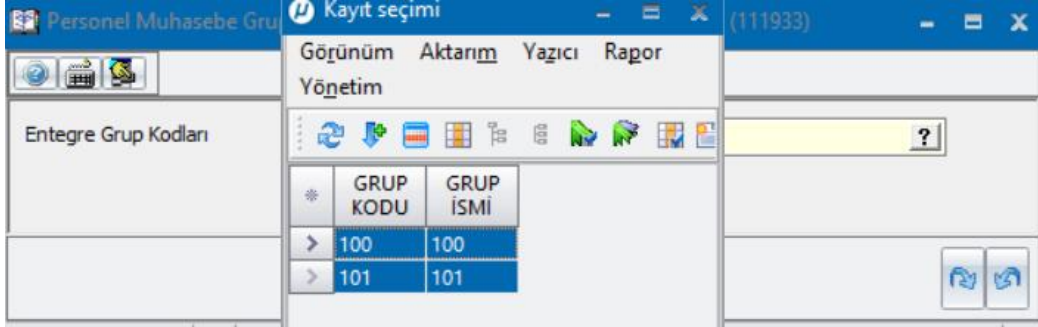 Personel Muhasebe Gru
(111933)
Kayıt seçimi
Görünüm Aktarım Yazıcı Rapor
Yönetim
Entegre Grup Kodları
?
GRUP KODU GRUP İSMİ
100 100
101 101